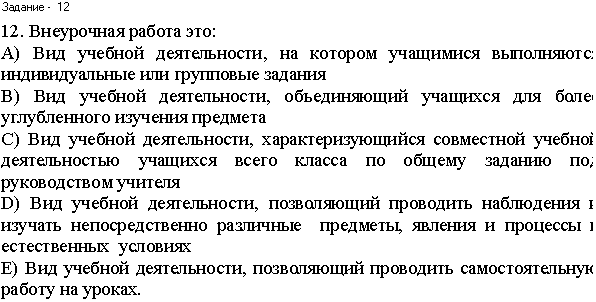 Задание - 12
12. Внеурочная работа это:
A) Вид учебной деятельности, на котором учащимися выполняютс
индивидуальные или групповые задания
B) Вид учебной деятельности, объединяющий учащихся для боле
углубленного изучения предмета
C) Вид учебной деятельности, характеризующийся совместной учебной
деятельностью учащихся всего класса по общему заданию под
руководством учителя
D) Вид учебной деятельности, позволяющий проводить наблюдения и
изучать непосредственно различные предметы, явления и процессы в
естественных условиях
E) Вид учебной деятельности, позволяющий проводить самостоятельную
работу на уроках.